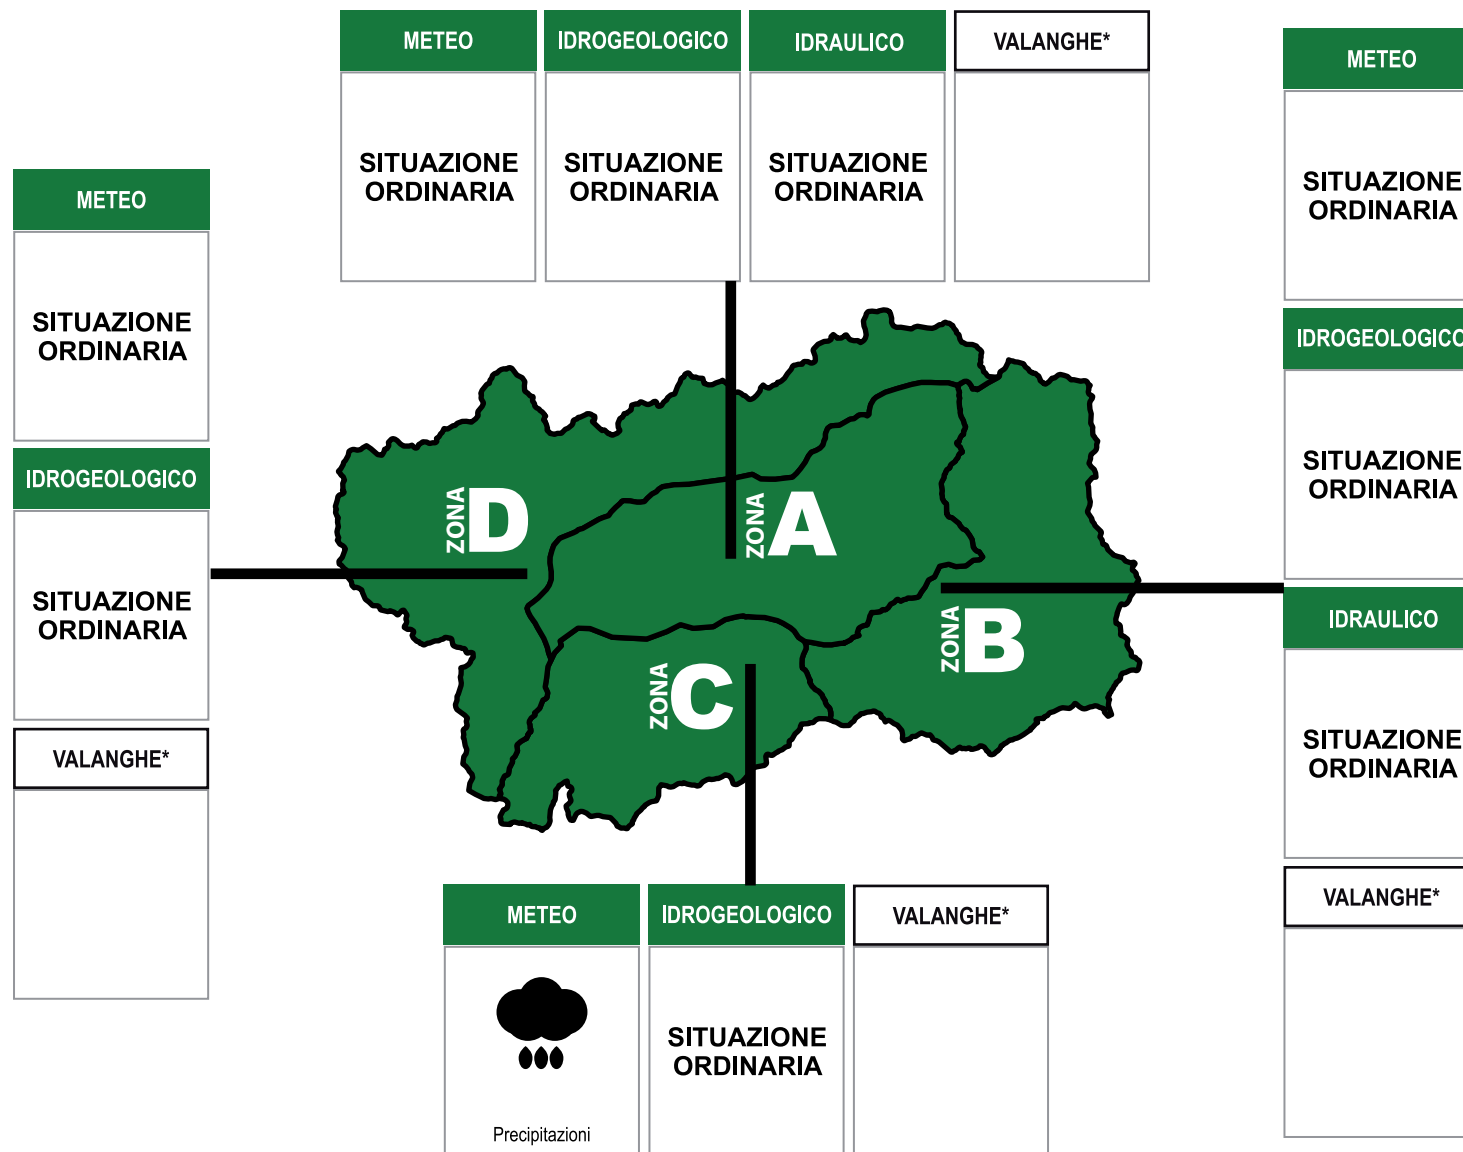 METEO
IDROGEOLOGICO
IDRAULICO
VALANGHE*
SITUAZIONE
ORDINARIA
SITUAZIONE
ORDINARIA
SITUAZIONE
ORDINARIA
METEO
SITUAZIONE
ORDINARIA
IDROGEOLOGICO
SITUAZIONE
ORDINARIA
VALANGHE*
METEO
SITUAZIONE
ORDINARIA
IDROGEOLOGICO
SITUAZIONE
ORDINARIA
IDRAULICO
SITUAZIONE
ORDINARIA
VALANGHE*
ZONA D
ZONA A
ZONA B
ZONA C
METEO
IDROGEOLOGICO
VALANGHE*
Precipitazioni
SITUAZIONE
ORDINARIA